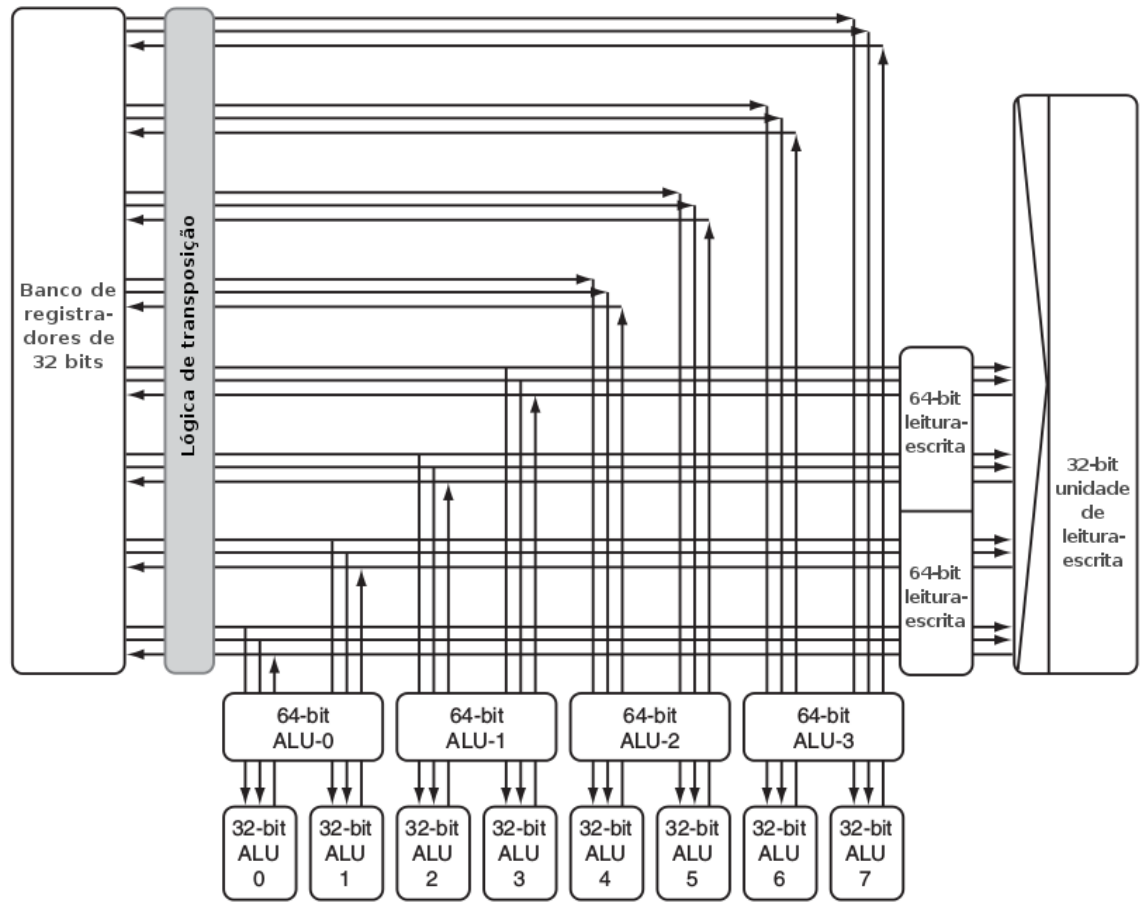 Banco de
registra-
dores de
32 bits
Lógica de transposição
64-bit
leitura-
escrita
64-bit
leitura-
escrita
32-bit
unidade
de
leitura-
escrita
64-bit
ALU-0
64-bit
ALU-1
64-bit
ALU-2
64-bit
ALU-3
32-bit
ALU
0
32-bit
ALU
1
32-bit
ALU
2
32-bit
ALU
3
32-bit
ALU
4
32-bit
ALU
5
32-bit
ALU
6
32-bit
ALU
7